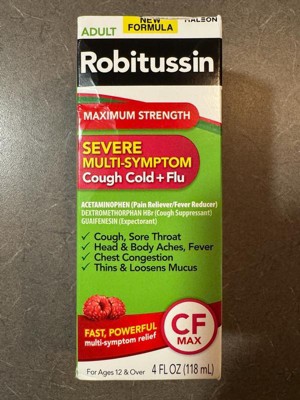 ADULT
NEW
FORMULA
HALEON
Robitussin
MAXIMUM STRENGTH
SEVERE
MULTI-SYMPTOM
Cough Cold + Flu
ACETAMINOPHEN (Pain Reliever/Fever Reducer)
DEXTROMETHORPHAN HBr (Cough Suppressant)
GUAIFENESIN (Expectorant)
✓ Cough, Sore Throat
✓ Head & Body Aches, Fever
✓ Chest Congestion
✓ Thins & Loosens Mucus
FAST, POWERFUL
multi-symptom relief
CF
MAX
For Ages 12 & Over
4 FL OZ (118 mL)